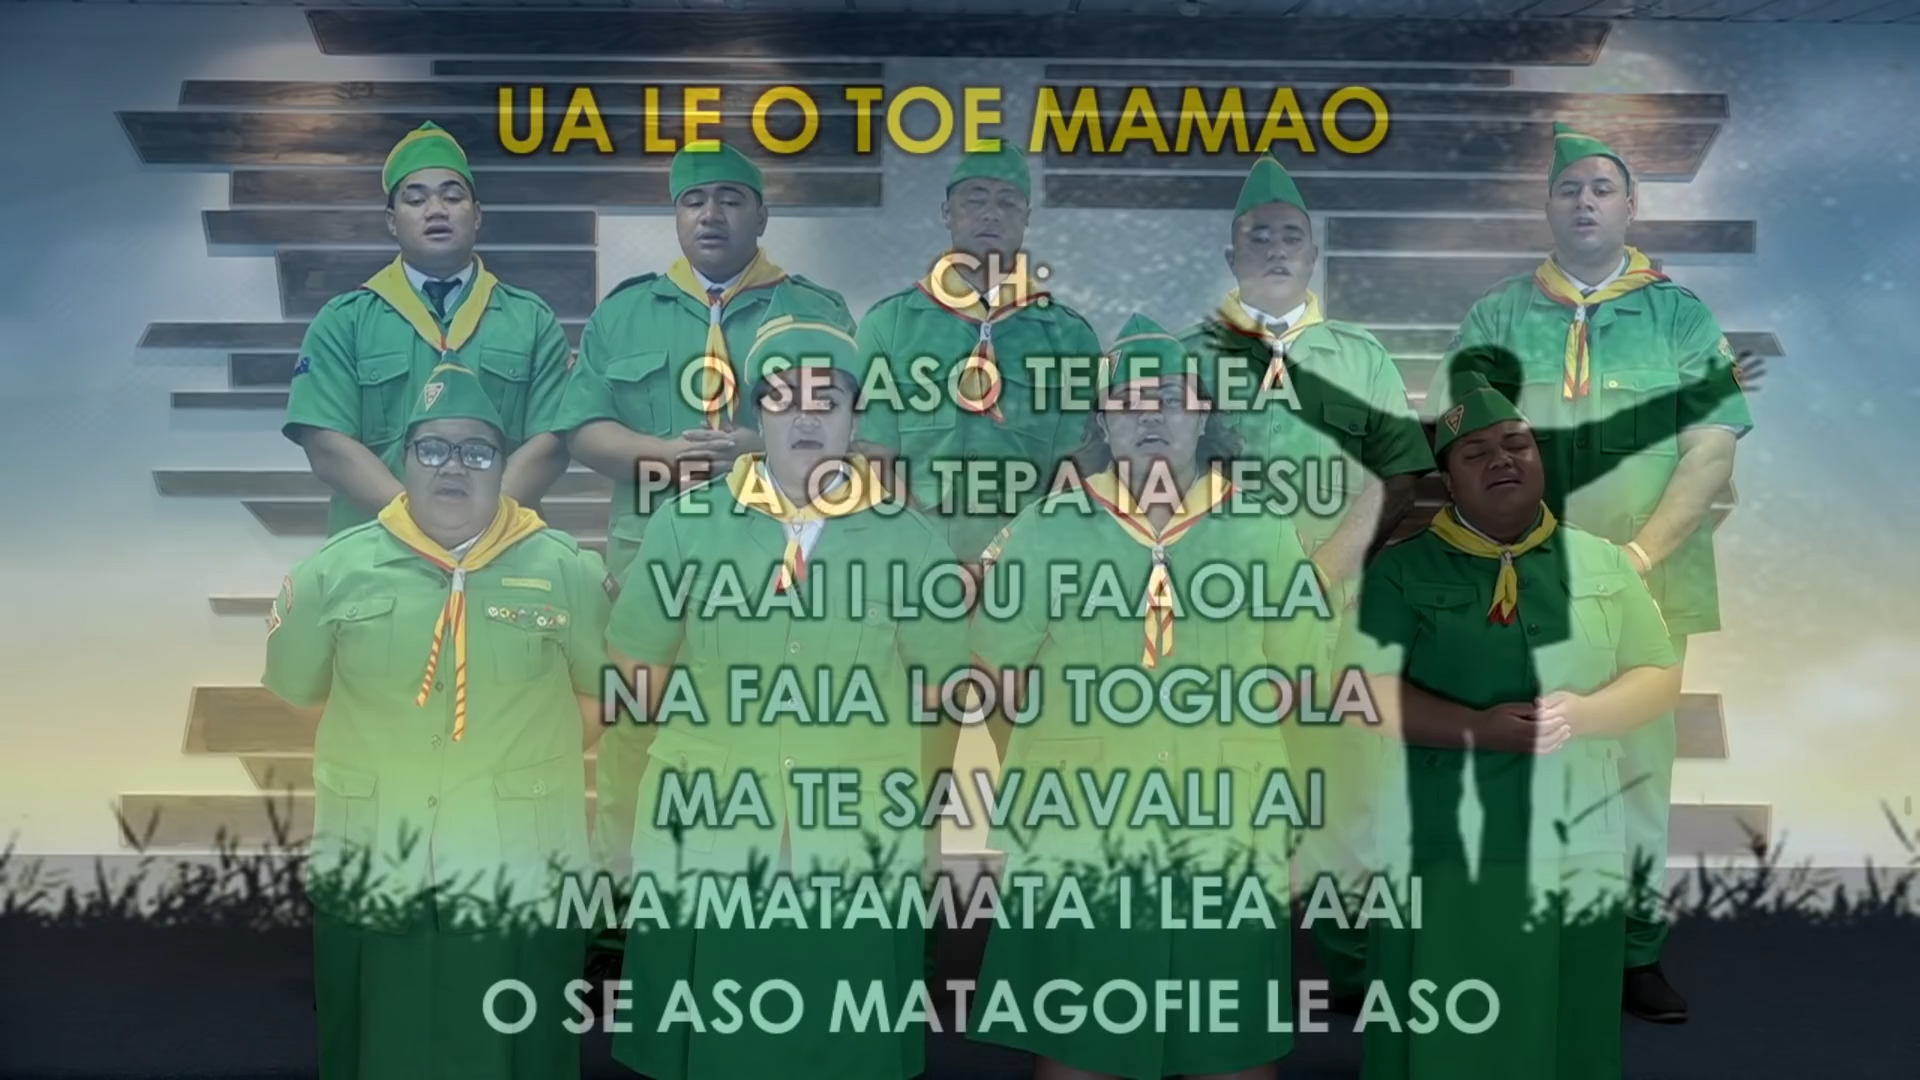 UA LE O TOE MAMAO
CH:
O SE ASO TELE LEA
PE A OU TEPA IA IESU
VAAI I LOU FAAOLA
NA FAIA LOU TOGIOLA
MA TE SAVAVALI AI
MA MATAMATA I LEA AAI
O SE ASO MATAGOFIE LE ASO